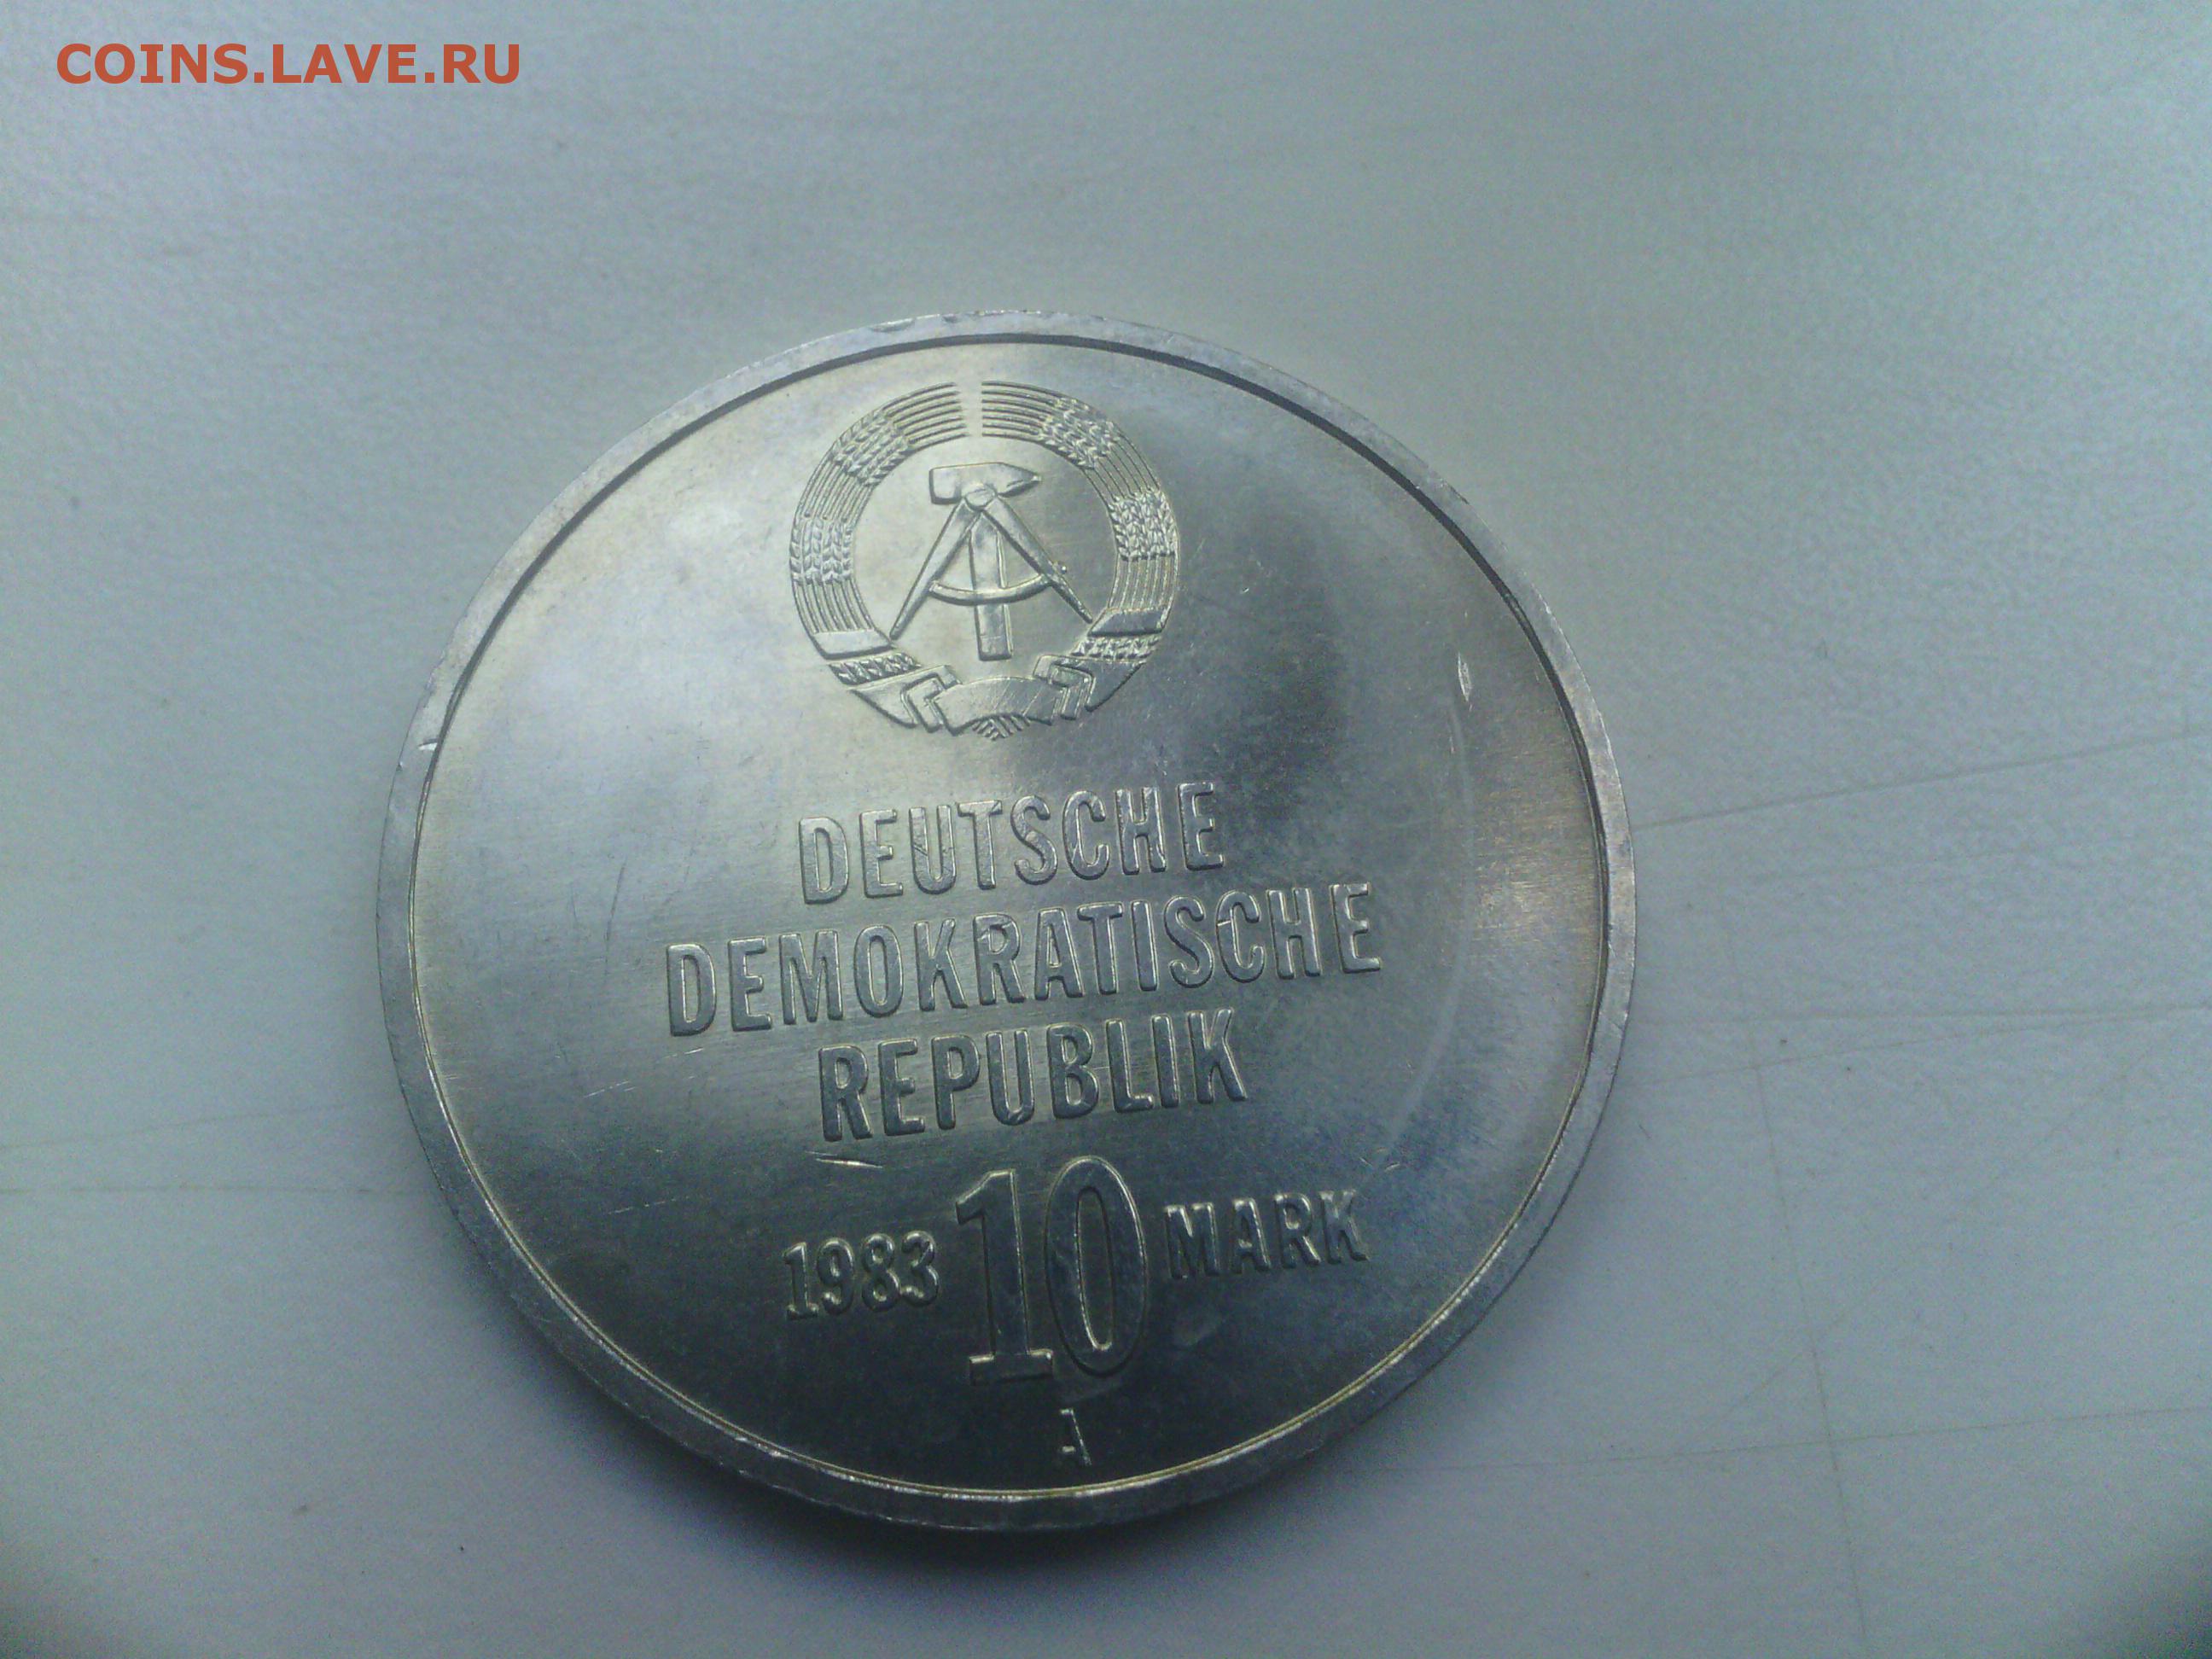 COINS.LAVE.RU
DEUTSCHE
DEMOKRATISCHE
REPUBLIK
1983 10 MARK
A